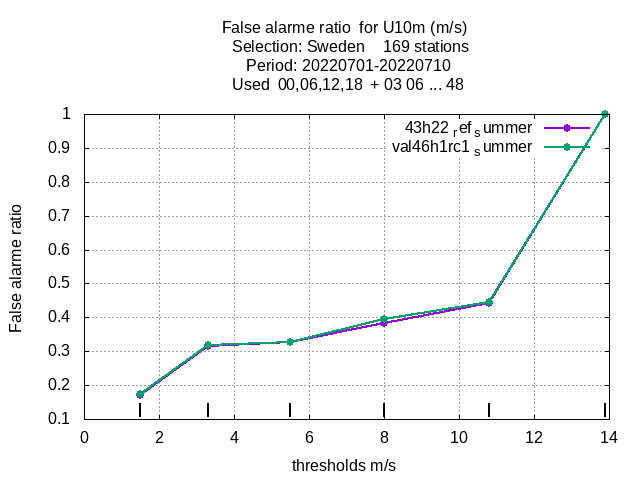 False alarme ratio for U10m (m/s)
Selection: Sweden 169 stations
Period: 20220701-20220710
Used 00,06,12,18 + 03 06 ... 48
43h22 ref summer
val46h1rc1 summer
1
0.9
0.8
0.7
0.6
0.5
0.4
0.3
0.2
0.1
False alarme ratio
0 2 4 6 8 10 12 14
thresholds m/s